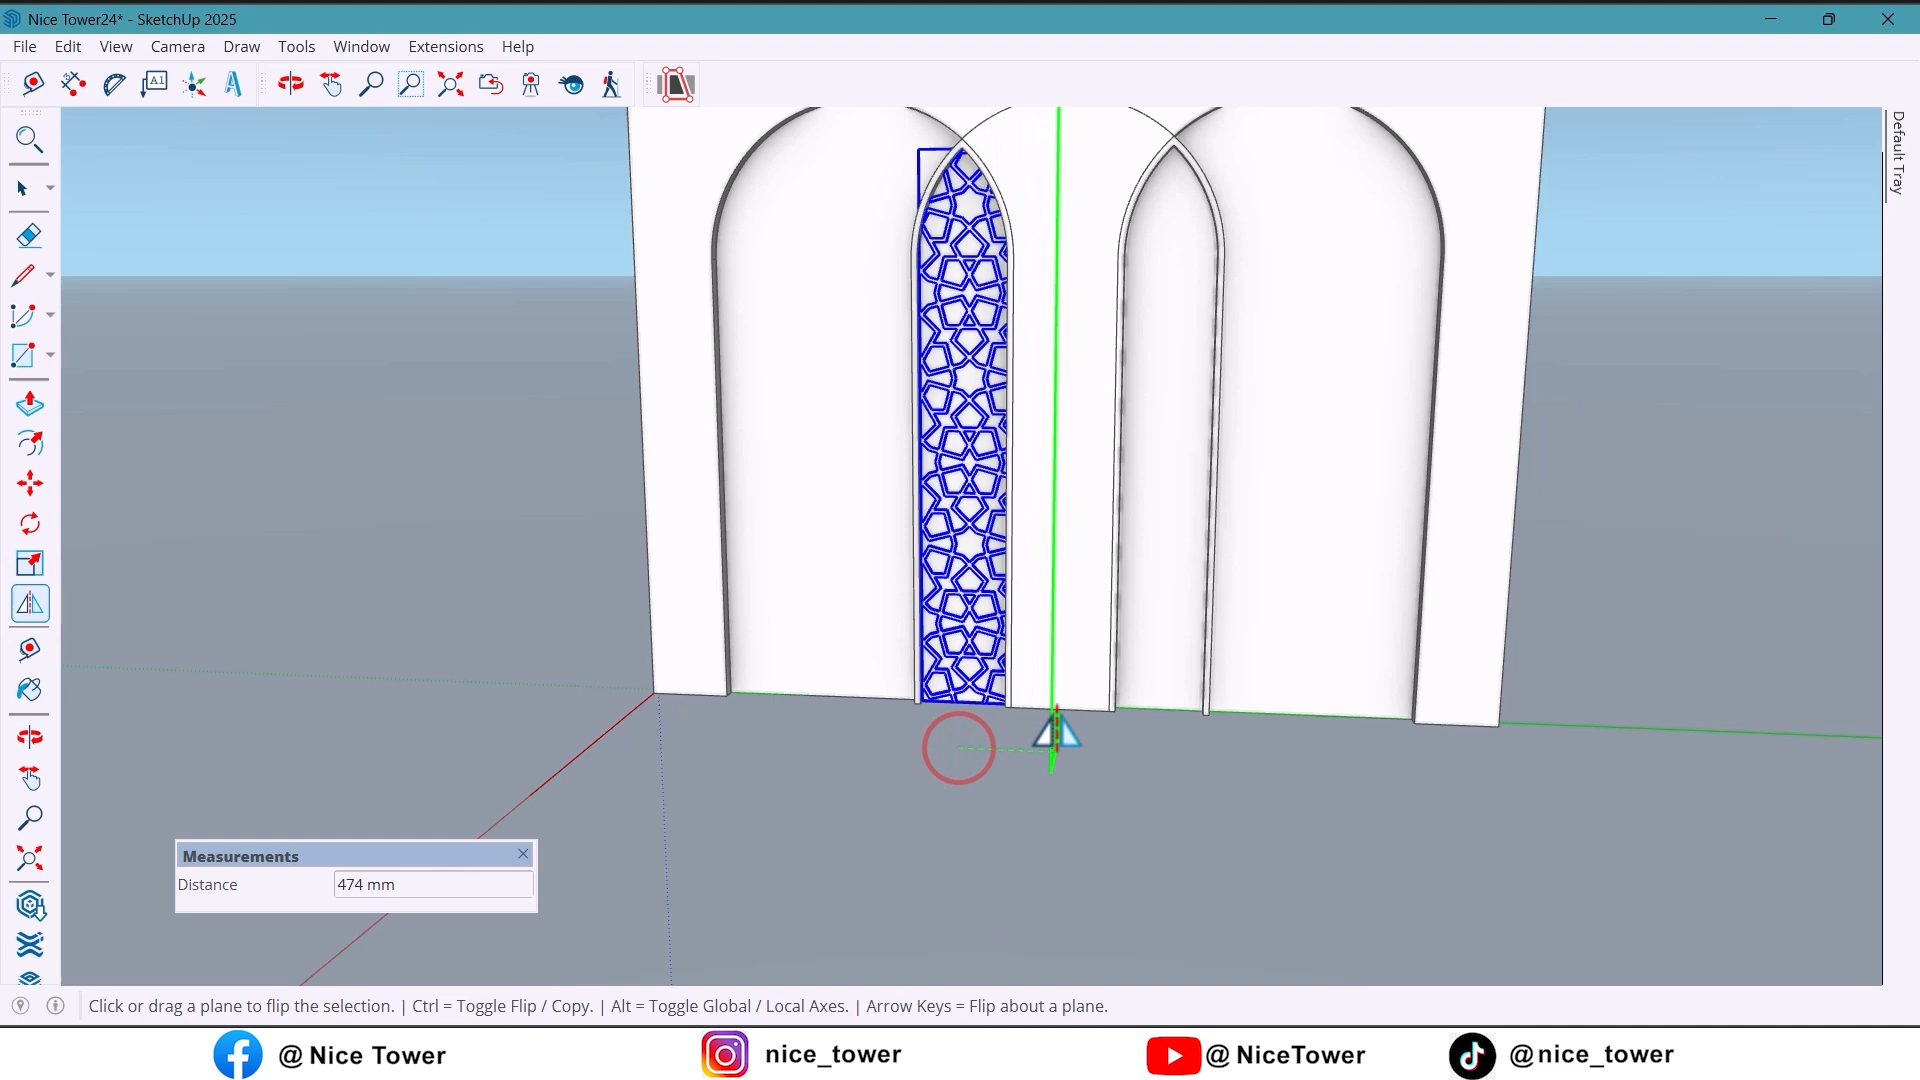 Nice Tower24* - SketchUp 2025
File Edit View Camera Draw Tools Window Extensions Help
A1
Default Tray
Measurements
Distance 474 mm
Click or drag a plane to flip the selection. | Ctrl = Toggle Flip / Copy. | Alt = Toggle Global / Local Axes. | Arrow Keys = Flip about a plane.
@ Nice Tower nice_tower @ NiceTower @nice_tower